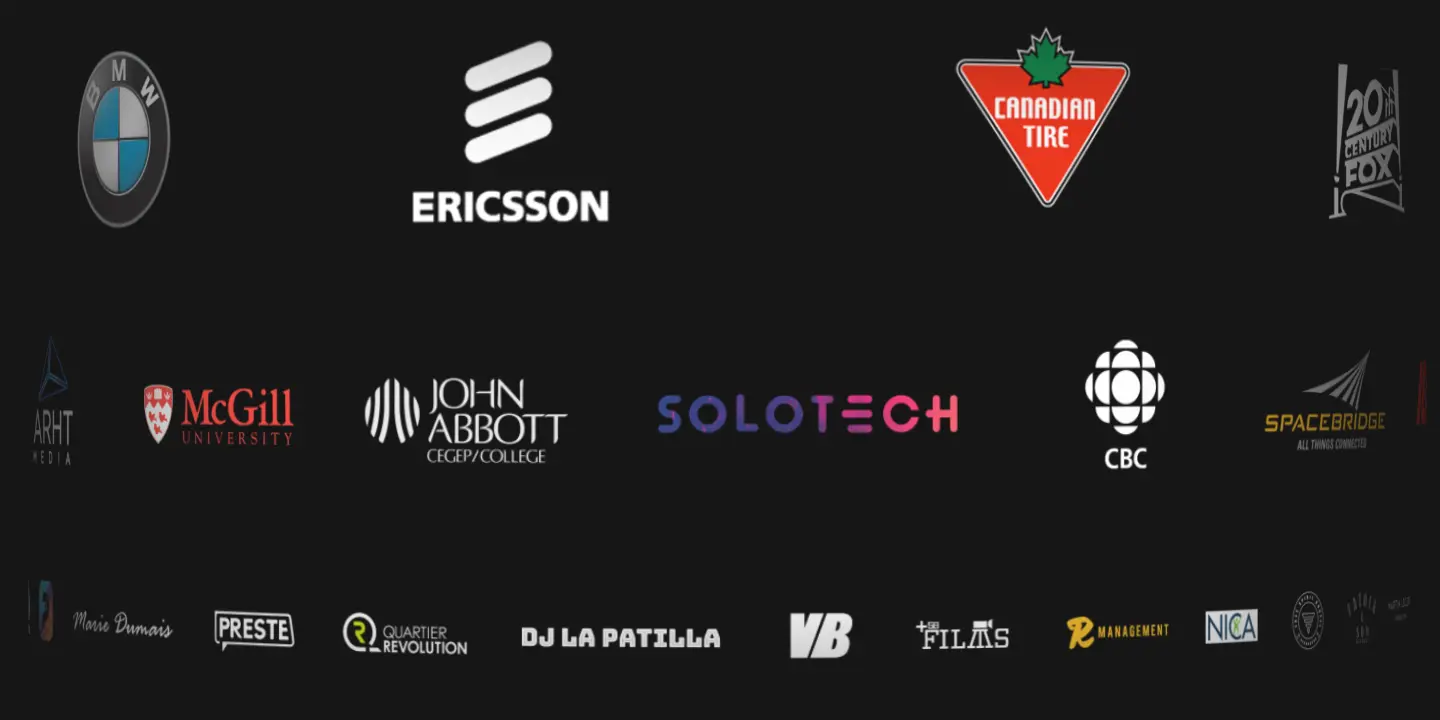 BMW
ERICSSON
CANADIAN
TIRE
20th
CENTURY
FOX
ARHT
MEDIA
McGill
UNIVERSITY
JOHN
ABBOTT
CEGEP/COLLEGE
SOLOTECH
CBC
SPACEBRIDGE
ALL THINGS CONNECTED
Marie Dumais
PRESTE
QUARTIER
RÉVOLUTION
DJ LA PATILLA
VB
FILMS
R MANAGEMENT
NICA